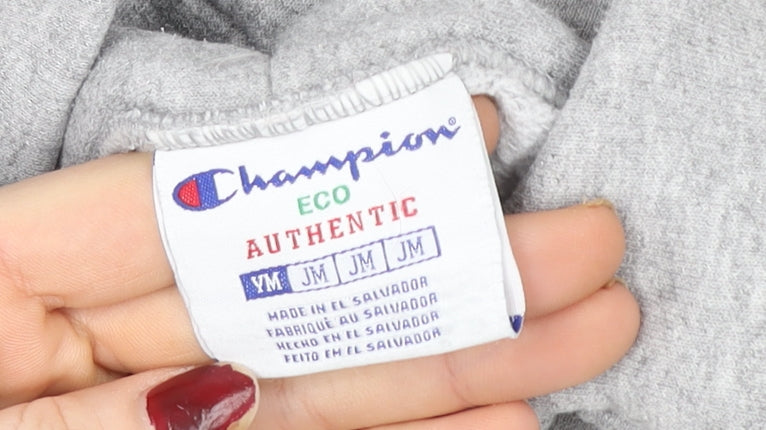 Champion®
ECO
AUTHENTIC
YM JM JM JM
MADE IN EL SALVADOR
FABRIQUÉ AU SALVADOR
HECHO EN EL SALVADOR
FEITO EM EL SALVADOR